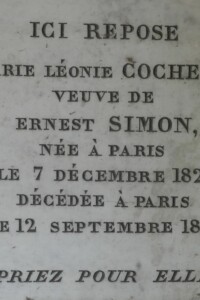 ICI REPOSE
RIE LÉONIE COCHE
VEUVE DE
ERNEST SIMON,
NÉE À PARIS
LE 7 DÉCEMBRE 182
DÉCÉDÉE À PARIS
E 12 SEPTEMBRE 18
PRIEZ POUR ELL